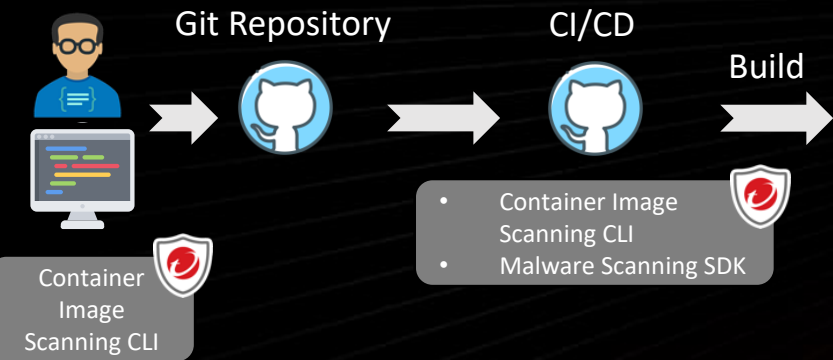 Git Repository
CI/CD
Build
{=}
• Container Image
Scanning CLI
• Malware Scanning SDK
Container
Image
Scanning CLI